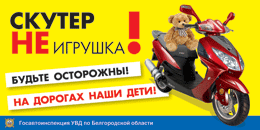 СКУТЕР
НЕ ИГРУШКА!
БУДЬТЕ ОСТОРОЖНЫ!
НА ДОРОГАХ НАШИ ДЕТИ!
Госавтоинспекция УВД по Белгородской области